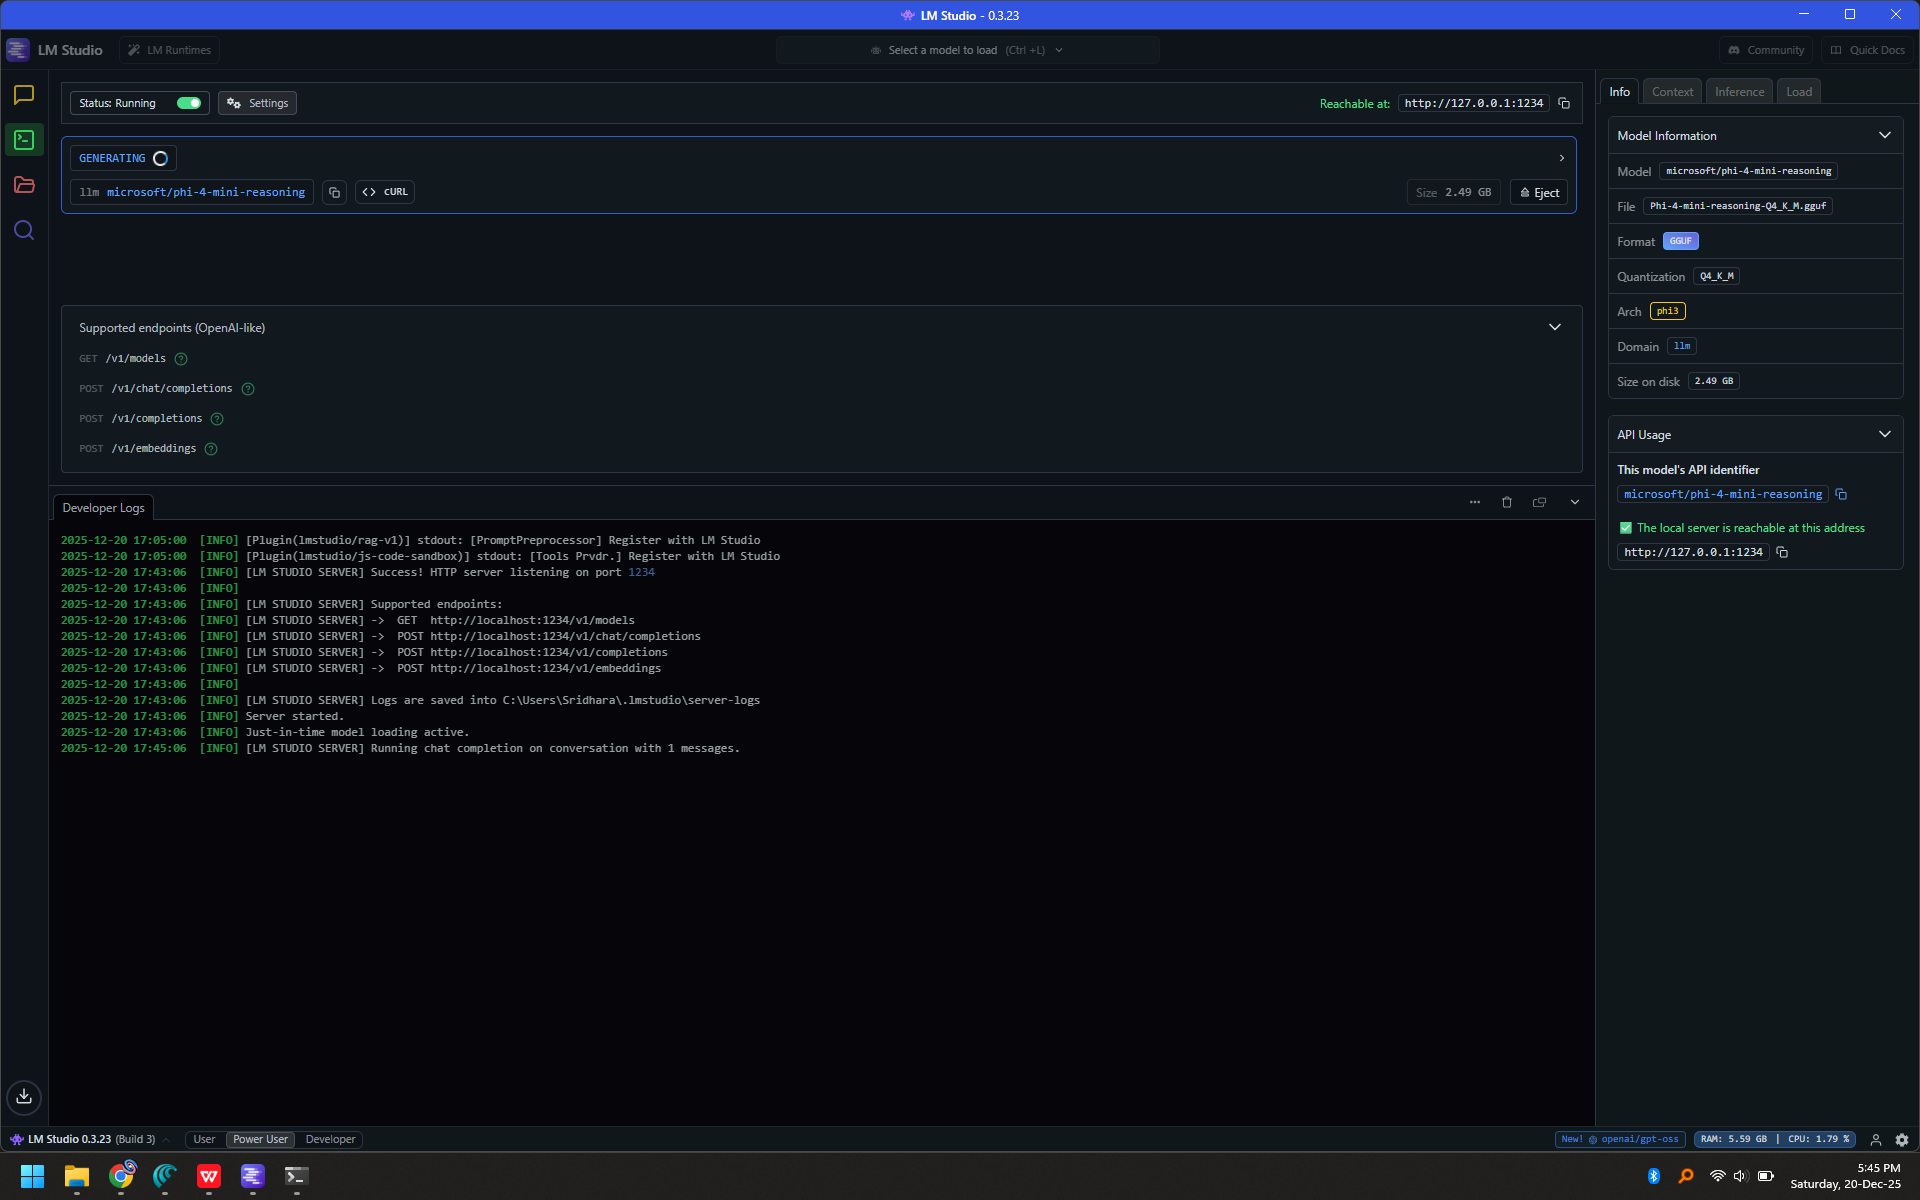 LM Studio - 0.3.23
LM Studio
LM Runtimes
Select a model to load (Ctrl +L)
Community
Quick Docs
Status: Running
Settings
Reachable at: http://127.0.0.1:1234
GENERATING
llm microsoft/phi-4-mini-reasoning
cURL
Size 2.49 GB
Eject
Supported endpoints (OpenAI-like)
GET /v1/models
POST /v1/chat/completions
POST /v1/completions
POST /v1/embeddings
Developer Logs
2025-12-20 17:05:00 [INFO] [Plugin(lmstudio/rag-v1)] stdout: [PromptPreprocessor] Register with LM Studio
2025-12-20 17:05:00 [INFO] [Plugin(lmstudio/js-code-sandbox)] stdout: [Tools Prvdr.] Register with LM Studio
2025-12-20 17:43:06 [INFO] [LM STUDIO SERVER] Success! HTTP server listening on port 1234
2025-12-20 17:43:06 [INFO]
2025-12-20 17:43:06 [INFO] [LM STUDIO SERVER] Supported endpoints:
2025-12-20 17:43:06 [INFO] [LM STUDIO SERVER] -> GET http://localhost:1234/v1/models
2025-12-20 17:43:06 [INFO] [LM STUDIO SERVER] -> POST http://localhost:1234/v1/chat/completions
2025-12-20 17:43:06 [INFO] [LM STUDIO SERVER] -> POST http://localhost:1234/v1/completions
2025-12-20 17:43:06 [INFO] [LM STUDIO SERVER] -> POST http://localhost:1234/v1/embeddings
2025-12-20 17:43:06 [INFO]
2025-12-20 17:43:06 [INFO] [LM STUDIO SERVER] Logs are saved into C:\Users\Sridhara\.lmstudio\server-logs
2025-12-20 17:43:06 [INFO] Server started.
2025-12-20 17:43:06 [INFO] Just-in-time model loading active.
2025-12-20 17:45:06 [INFO] [LM STUDIO SERVER] Running chat completion on conversation with 1 messages.
Info
Context
Inference
Load
Model Information
Model microsoft/phi-4-mini-reasoning
File Phi-4-mini-reasoning-Q4_K_M.gguf
Format GGUF
Quantization Q4_K_M
Arch phi3
Domain llm
Size on disk 2.49 GB
API Usage
This model's API identifier
microsoft/phi-4-mini-reasoning
The local server is reachable at this address
http://127.0.0.1:1234
LM Studio 0.3.23 (Build 3)
User
Power User
Developer
New! openai/gpt-oss
RAM: 5.59 GB | CPU: 1.79 %
W
5:45 PM
Saturday, 20-Dec-25